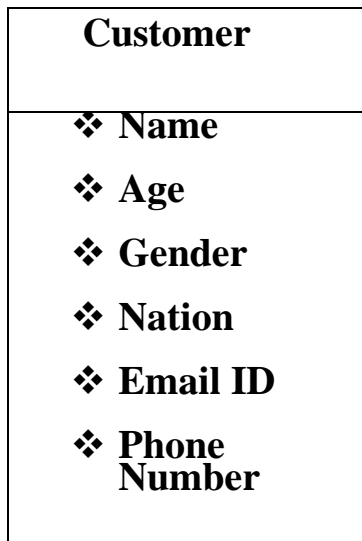 Customer
❖ Name
❖ Age
❖ Gender
❖ Nation
❖ Email ID
❖ Phone
Number